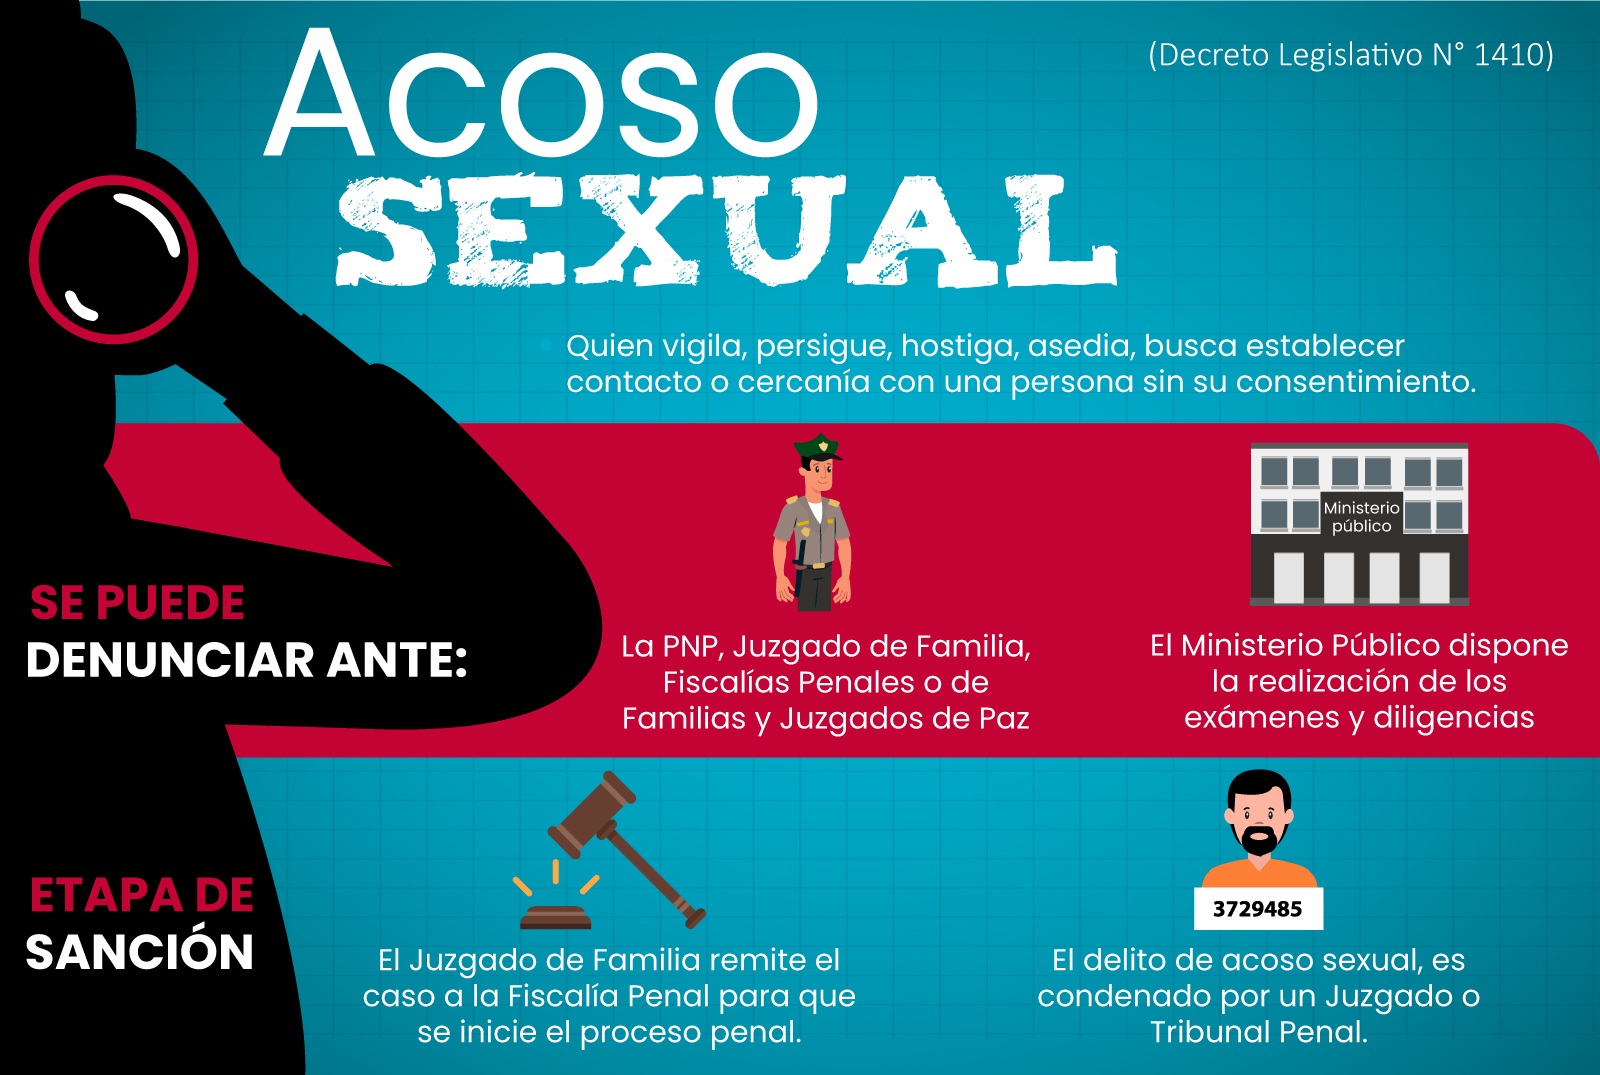 Acoso
SEXUAL
(Decreto Legislativo N° 1410)
Quien vigila, persigue, hostiga, asedia, busca establecer
contacto o cercanía con una persona sin su consentimiento.
SE PUEDE
DENUNCIAR ANTE:
La PNP, Juzgado de Familia,
Fiscalías Penales o de
Familias y Juzgados de Paz
Ministerio
público
El Ministerio Público dispone
la realización de los
exámenes y diligencias
ETAPA DE
SANCIÓN
El Juzgado de Familia remite el
caso a la Fiscalía Penal para que
se inicie el proceso penal.
3729485
El delito de acoso sexual, es
condenado por un Juzgado o
Tribunal Penal.